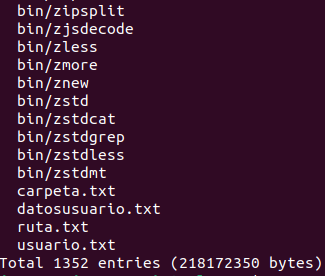 bin/zipsplit
bin/zjsdecode
bin/zless
bin/zmore
bin/znew
bin/zstd
bin/zstdcat
bin/zstdgrep
bin/zstdless
bin/zstdmt
carpeta.txt
datosusuario.txt
ruta.txt
usuario.txt
Total 1352 entries (218172350 bytes)